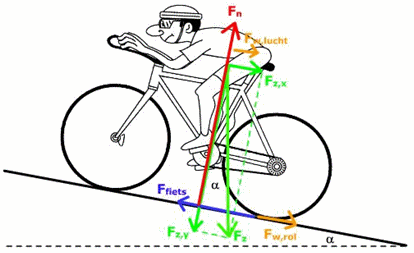 Fn
Fw,lucht
Fz,x
α
Ffiets
Fz,y
Fz
Fw,rol
α